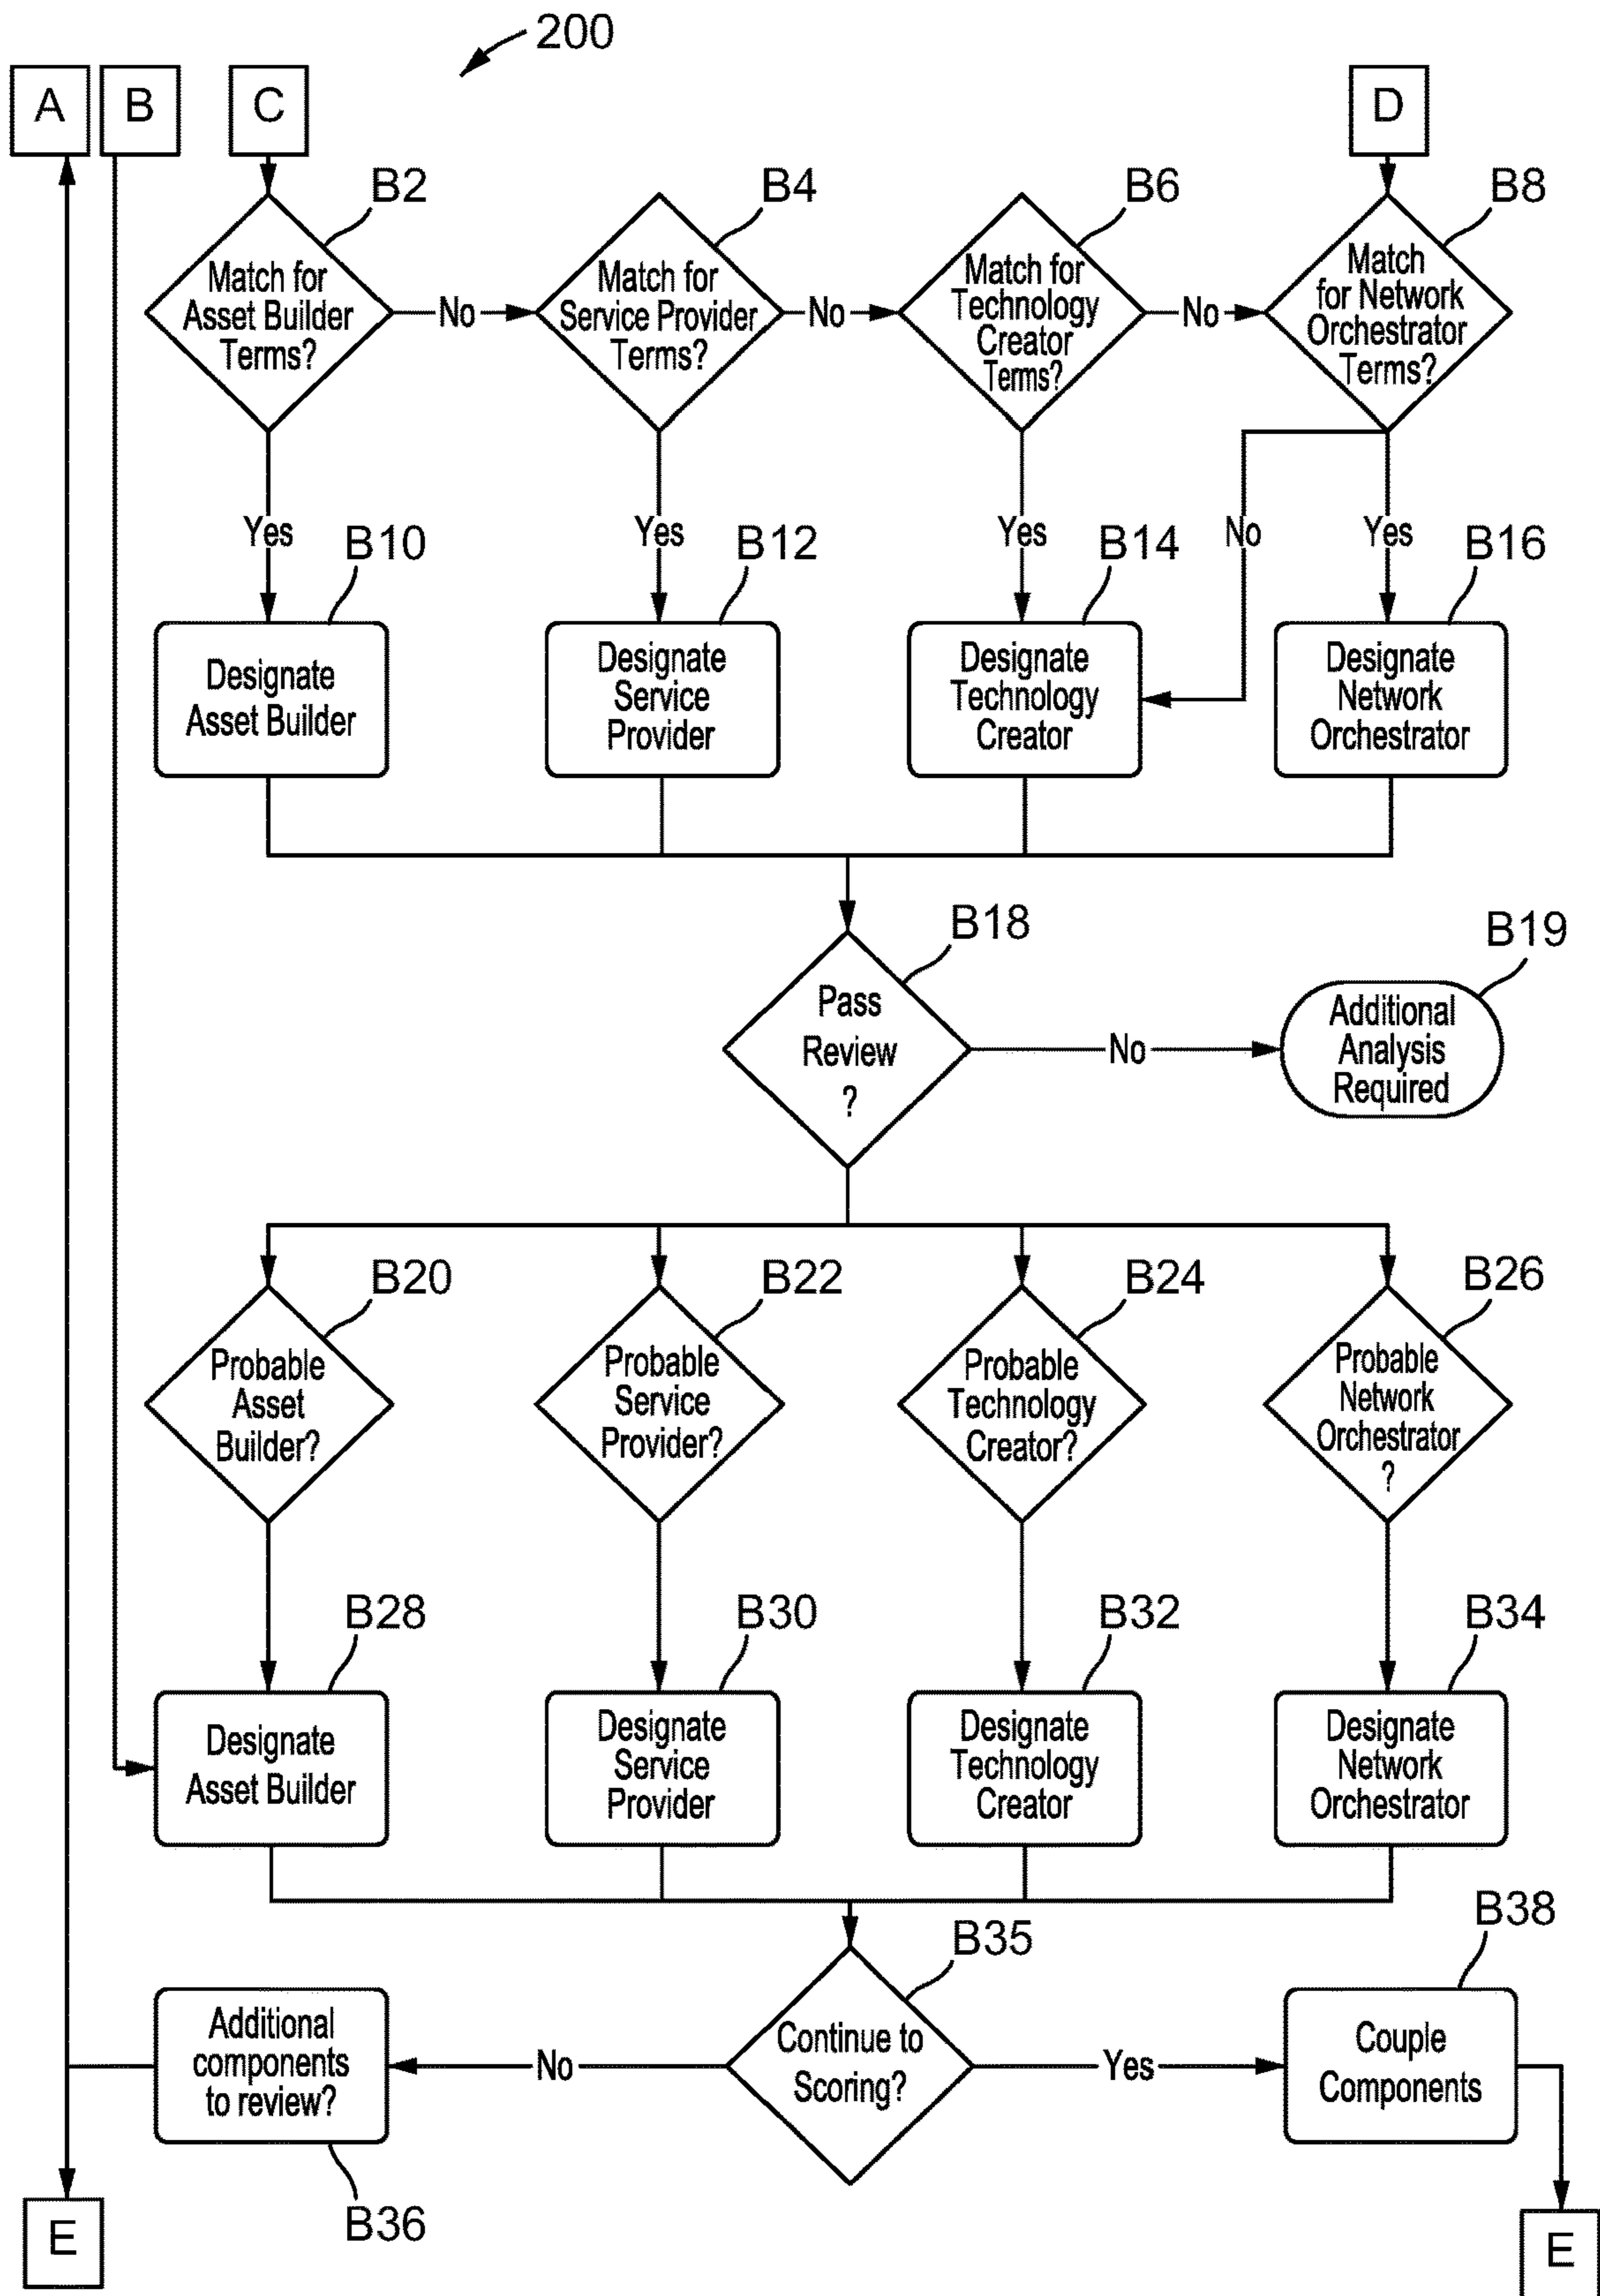 200
A
B
C
D
B2
B4
B6
B8
Match for
Asset Builder
Terms?
No
Match for
Service Provider
Terms?
No
Match for
Technology
Creator
Terms?
No
Match
for Network
Orchestrator
Terms?
Yes
Yes
Yes
No
Yes
B10
B12
B14
B16
Designate
Asset Builder
Designate
Service
Provider
Designate
Technology
Creator
Designate
Network
Orchestrator
B18
B19
Pass
Review
?
No
Additional
Analysis
Required
B20
B22
B24
B26
Probable
Asset
Builder?
Probable
Service
Provider?
Probable
Technology
Creator?
Probable
Network
Orchestrator
?
B28
B30
B32
B34
Designate
Asset Builder
Designate
Service
Provider
Designate
Technology
Creator
Designate
Network
Orchestrator
B35
B38
Additional
components
to review?
No
Continue to
Scoring?
Yes
Couple
Components
B36
E
E